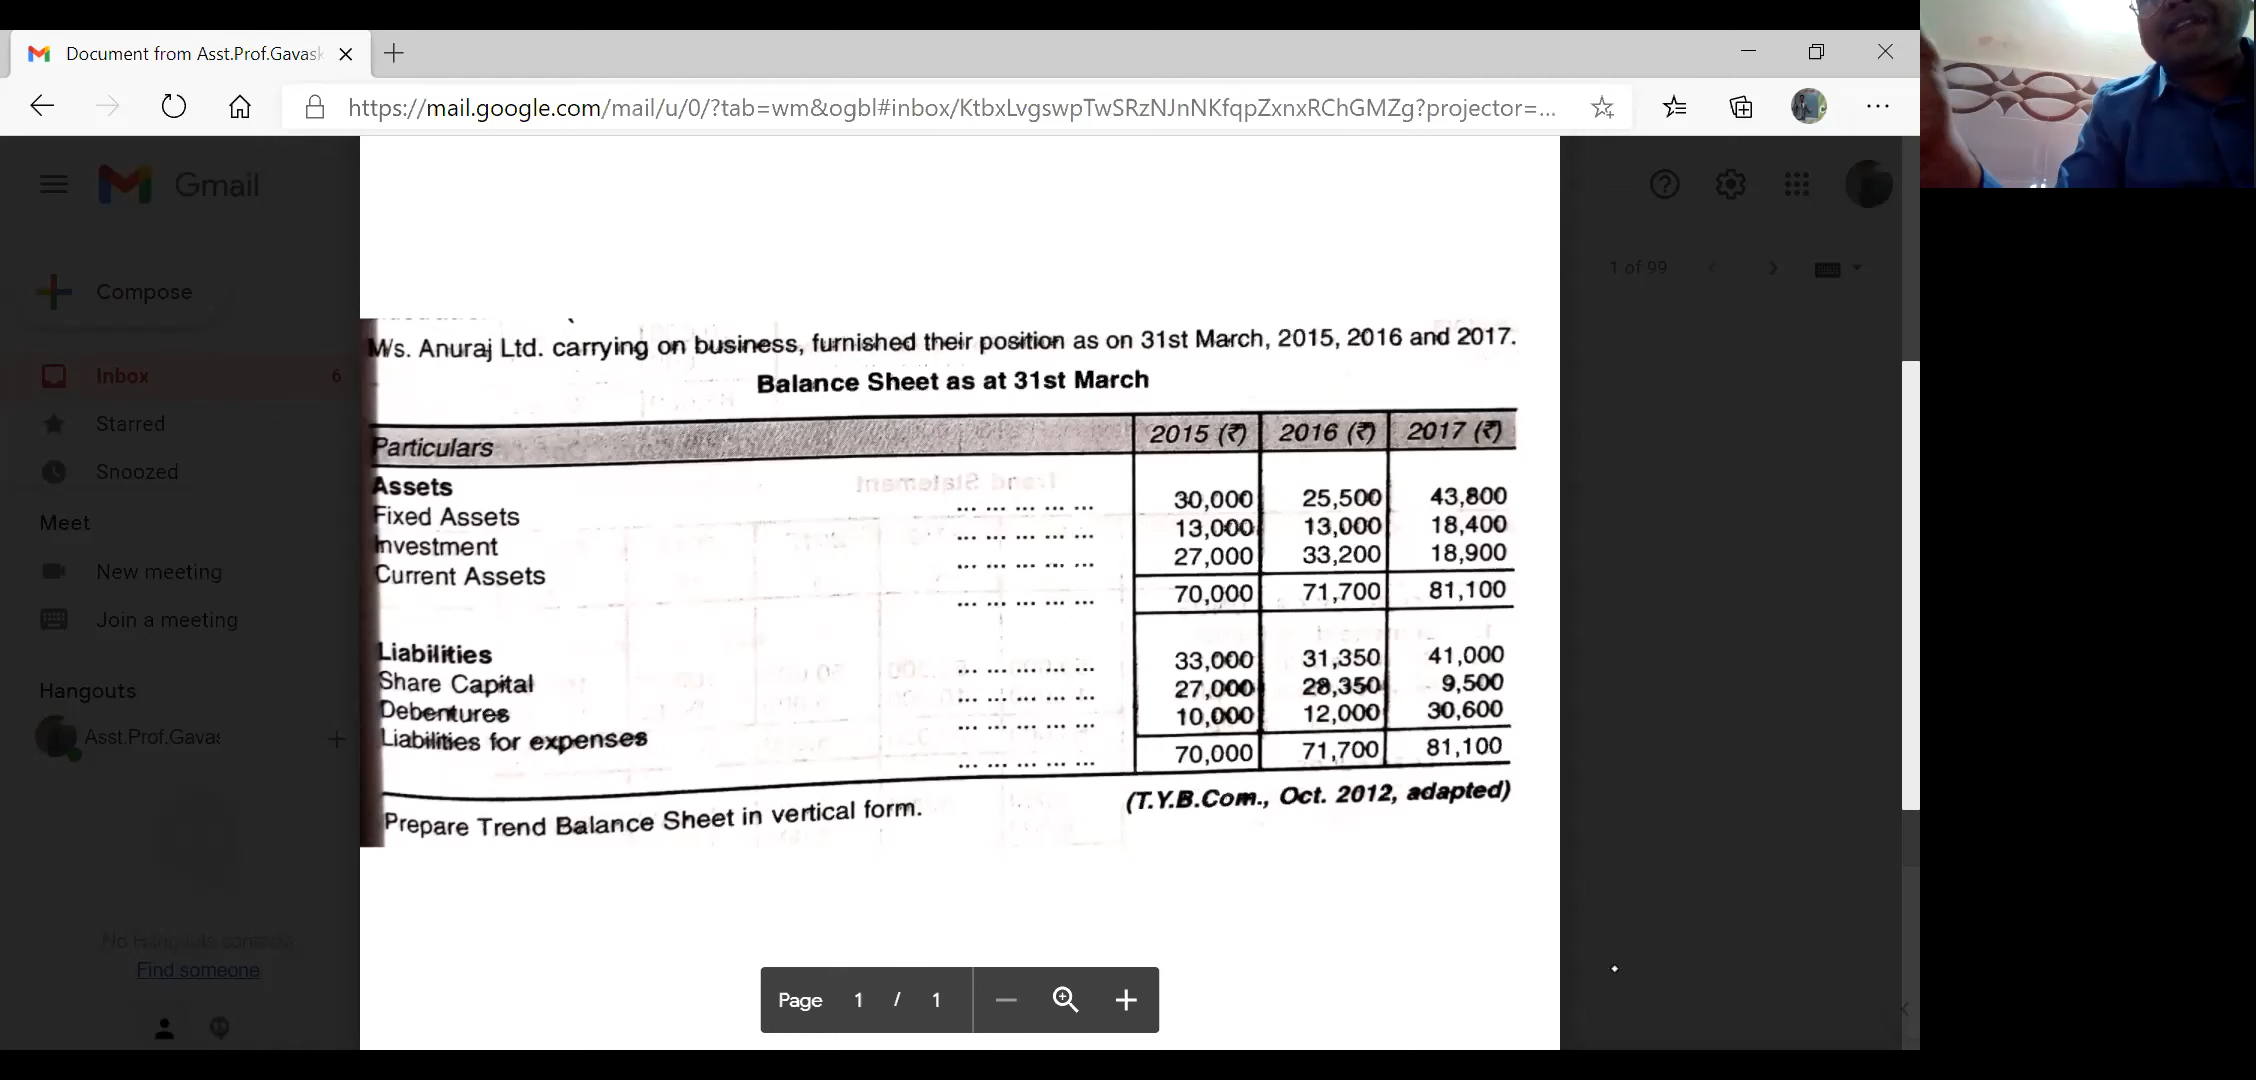 Document from Asst.Prof.Gavask
https://mail.google.com/mail/u/0/?tab=wm&ogbl#inbox/KtbxLvgswpTwSRzNJnNKfqpZxnxRChGMZg?projector=...
Gmail
1 of 99
Compose
Inbox 6
Starred
Snoozed
Meet
New meeting
Join a meeting
Hangouts
Asst.Prof.Gavas
No Hangouts contacts
Find someone
M/s. Anuraj Ltd. carrying on business, furnished their position as on 31st March, 2015, 2016 and 2017.
Balance Sheet as at 31st March
Particulars 2015 (₹) 2016 (₹) 2017 (₹)
Assets
Fixed Assets ... ... ... ... ... 30,000 25,500 43,800
Investment ... ... ... ... ... 13,000 13,000 18,400
Current Assets ... ... ... ... ... 27,000 33,200 18,900
... ... ... ... ... 70,000 71,700 81,100
Liabilities
Share Capital ... ... ... ... ... 33,000 31,350 41,000
Debentures ... ... ... ... ... 27,000 28,350 9,500
Liabilities for expenses ... ... ... ... ... 10,000 12,000 30,600
... ... ... ... ... 70,000 71,700 81,100
(T.Y.B.Com., Oct. 2012, adapted)
Prepare Trend Balance Sheet in vertical form.
Page 1 / 1